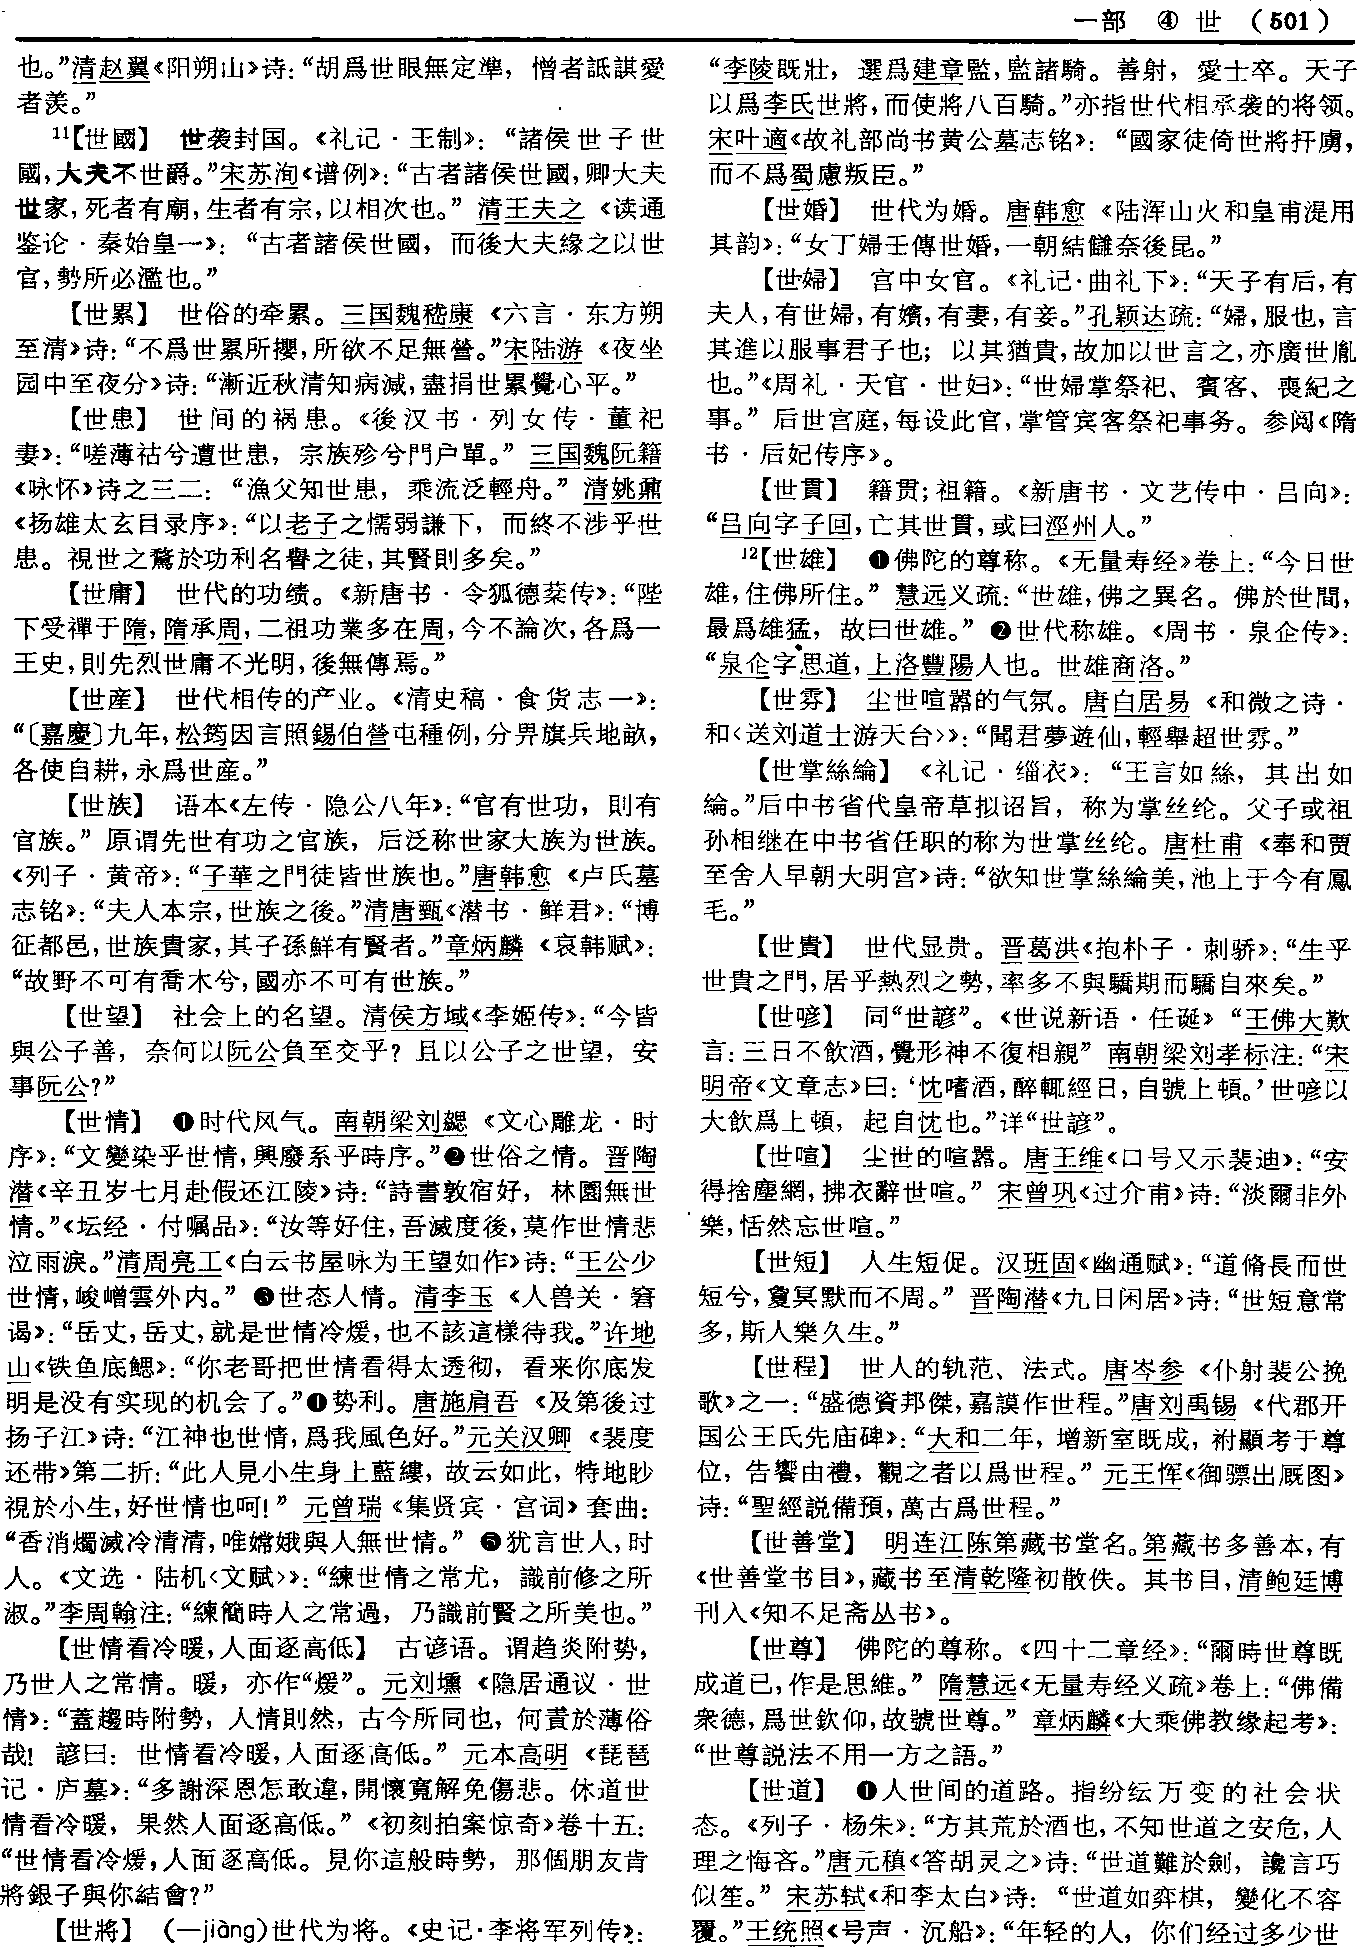 一部 ④ 世 (501)
也。”清赵翼《阳朔山》诗：“胡爲世眼無定準，憎者詆諆愛
者羨。”
11【世國】 世袭封国。《礼记·王制》：“諸侯世子世
國，大夫不世爵。”宋苏洵《谱例》：“古者諸侯世國，卿大夫
世家，死者有廟，生者有宗，以相次也。”清王夫之《读通
鉴论·秦始皇一》：“古者諸侯世國，而後大夫緣之以世
官，勢所必濫也。”
【世累】 世俗的牵累。三国魏嵇康《六言·东方朔
至清》诗：“不爲世累所攖，所欲不足無營。”宋陆游《夜坐
园中至夜分》诗：“漸近秋清知病減，盡捐世累覺心平。”
【世患】 世间的祸患。《後汉书·列女传·董祀
妻》：“嗟薄祜兮遭世患，宗族殄兮門户單。”三国魏阮籍
《咏怀》诗之三二：“漁父知世患，乘流泛輕舟。”清姚鼐
《扬雄太玄目录序》：“以老子之懦弱謙下，而終不涉乎世
患。視世之騖於功利名譽之徒，其賢則多矣。”
【世庸】 世代的功绩。《新唐书·令狐德棻传》：“陛
下受禪于隋，隋承周，二祖功業多在周，今不論次，各爲一
王史，則先烈世庸不光明，後無傳焉。”
【世産】 世代相传的产业。《清史稿·食货志一》：
“〔嘉慶〕九年，松筠因言照錫伯營屯種例，分畀旗兵地畝，
各使自耕，永爲世産。”
【世族】 语本《左传·隐公八年》：“官有世功，則有
官族。”原谓先世有功之官族，后泛称世家大族为世族。
《列子·黄帝》：“子華之門徒皆世族也。”唐韩愈《卢氏墓
志铭》：“夫人本宗，世族之後。”清唐甄《潜书·鲜君》：“博
征都邑，世族貴家，其子孫鮮有賢者。”章炳麟《哀韩赋》：
“故野不可有喬木兮，國亦不可有世族。”
【世望】 社会上的名望。清侯方域《李姬传》：“今皆
與公子善，奈何以阮公負至交乎？且以公子之世望，安
事阮公？”
【世情】 ❶时代风气。南朝梁刘勰《文心雕龙·时
序》：“文變染乎世情，興廢系乎時序。”❷世俗之情。晋陶
潜《辛丑岁七月赴假还江陵》诗：“詩書敦宿好，林園無世
情。”《坛经·付嘱品》：“汝等好住，吾滅度後，莫作世情悲
泣雨淚。”清周亮工《白云书屋咏为王望如作》诗：“王公少
世情，峻嶒雲外内。”❸世态人情。清李玉《人兽关·窘
谒》：“岳丈，岳丈，就是世情冷煖，也不該這樣待我。”许地
山《铁鱼底鳃》：“你老哥把世情看得太透彻，看来你底发
明是没有实现的机会了。”❹势利。唐施肩吾《及第後过
扬子江》诗：“江神也世情，爲我風色好。”元关汉卿《裴度
还带》第二折：“此人見小生身上藍縷，故云如此，特地眇
視於小生，好世情也呵！”元曾瑞《集贤宾·宫词》套曲：
“香消燭滅冷清清，唯嫦娥與人無世情。”❺犹言世人，时
人。《文选·陆机〈文赋〉》：“練世情之常尤，識前修之所
淑。”李周翰注：“練簡時人之常過，乃識前賢之所美也。”
【世情看冷暖，人面逐高低】 古谚语。谓趋炎附势，
乃世人之常情。暖，亦作“煖”。元刘壎《隐居通议·世
情》：“蓋趨時附勢，人情則然，古今所同也，何責於薄俗
哉！諺曰：世情看冷暖，人面逐高低。”元本高明《琵琶
记·庐墓》：“多謝深恩怎敢違，開懷寬解免傷悲。休道世
情看冷暖，果然人面逐高低。”《初刻拍案惊奇》卷十五：
“世情看冷煖，人面逐高低。見你這般時勢，那個朋友肯
將銀子與你結會？”
【世將】 （—jiàng）世代为将。《史记·李将军列传》：
“李陵既壯，選爲建章監，監諸騎。善射，愛士卒。天子
以爲李氏世將，而使將八百騎。”亦指世代相承袭的将领。
宋叶適《故礼部尚书黄公墓志铭》：“國家徒倚世將扞虜，
而不爲蜀慮叛臣。”
【世婚】 世代为婚。唐韩愈《陆浑山火和皇甫湜用
其韵》：“女丁婦壬傳世婚，一朝結讎奈後昆。”
【世婦】 宫中女官。《礼记·曲礼下》：“天子有后，有
夫人，有世婦，有嬪，有妻，有妾。”孔颖达疏：“婦，服也，言
其進以服事君子也；以其猶貴，故加以世言之，亦廣世胤
也。”《周礼·天官·世妇》：“世婦掌祭祀、賓客、喪紀之
事。”后世宫庭，每设此官，掌管宾客祭祀事务。参阅《隋
书·后妃传序》。
【世貫】 籍贯；祖籍。《新唐书·文艺传中·吕向》：
“吕向字子回，亡其世貫，或曰涇州人。”
12【世雄】 ❶佛陀的尊称。《无量寿经》卷上：“今日世
雄，住佛所住。”慧远义疏：“世雄，佛之異名。佛於世間，
最爲雄猛，故曰世雄。”❷世代称雄。《周书·泉企传》：
“泉企字思道，上洛豐陽人也。世雄商洛。”
【世雰】 尘世喧嚣的气氛。唐白居易《和微之诗·
和〈送刘道士游天台〉》：“聞君夢遊仙，輕舉超世雰。”
【世掌絲綸】 《礼记·缁衣》：“王言如絲，其出如
綸。”后中书省代皇帝草拟诏旨，称为掌丝纶。父子或祖
孙相继在中书省任职的称为世掌丝纶。唐杜甫《奉和贾
至舍人早朝大明宫》诗：“欲知世掌絲綸美，池上于今有鳳
毛。”
【世貴】 世代显贵。晋葛洪《抱朴子·刺骄》：“生乎
世貴之門，居乎熱烈之勢，率多不與驕期而驕自來矣。”
【世喭】 同“世諺”。《世说新语·任诞》“王佛大歎
言：三日不飲酒，覺形神不復相親”南朝梁刘孝标注：“宋
明帝《文章志》曰：‘忱嗜酒，醉輒經日，自號上頓。’世喭以
大飲爲上頓，起自忱也。”详“世諺”。
【世喧】 尘世的喧嚣。唐王维《口号又示裴迪》：“安
得捨塵網，拂衣辭世喧。”宋曾巩《过介甫》诗：“淡爾非外
樂，恬然忘世喧。”
【世短】 人生短促。汉班固《幽通赋》：“道脩長而世
短兮，敻冥默而不周。”晋陶潜《九日闲居》诗：“世短意常
多，斯人樂久生。”
【世程】 世人的轨范、法式。唐岑参《仆射裴公挽
歌》之一：“盛德資邦傑，嘉謨作世程。”唐刘禹锡《代郡开
国公王氏先庙碑》：“大和二年，增新室既成，祔顯考于尊
位，告饗由禮，觀之者以爲世程。”元王恽《御骠出厩图》
诗：“聖經説備預，萬古爲世程。”
【世善堂】 明连江陈第藏书堂名。第藏书多善本，有
《世善堂书目》，藏书至清乾隆初散佚。其书目，清鲍廷博
刊入《知不足斋丛书》。
【世尊】 佛陀的尊称。《四十二章经》：“爾時世尊既
成道已，作是思維。”隋慧远《无量寿经义疏》卷上：“佛備
衆德，爲世欽仰，故號世尊。”章炳麟《大乘佛教缘起考》：
“世尊説法不用一方之語。”
【世道】 ❶人世间的道路。指纷纭万变的社会状
态。《列子·杨朱》：“方其荒於酒也，不知世道之安危，人
理之悔吝。”唐元稹《答胡灵之》诗：“世道難於劍，讒言巧
似笙。”宋苏轼《和李太白》诗：“世道如弈棋，變化不容
覆。”王统照《号声·沉船》：“年轻的人，你们经过多少世